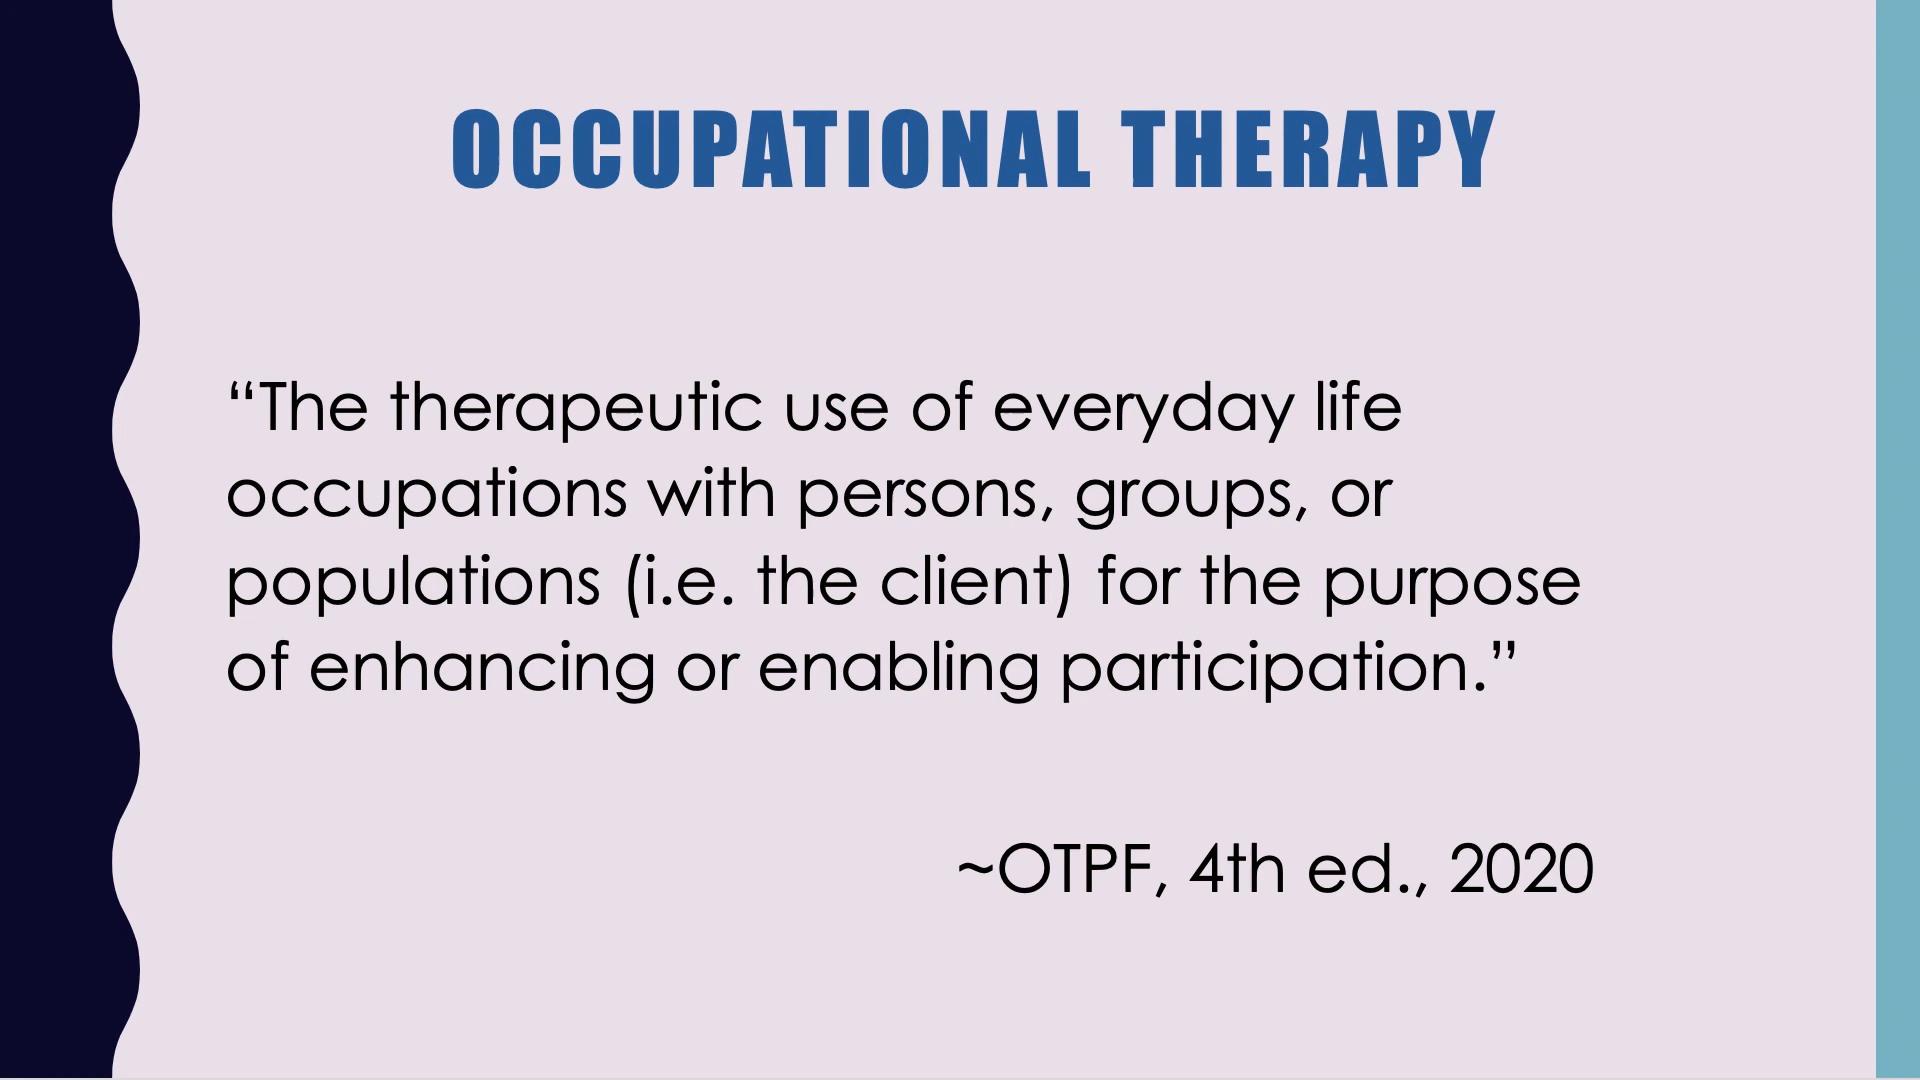 OCCUPATIONAL THERAPY
“The therapeutic use of everyday life
occupations with persons, groups, or
populations (i.e. the client) for the purpose
of enhancing or enabling participation.”
~OTPF, 4th ed., 2020